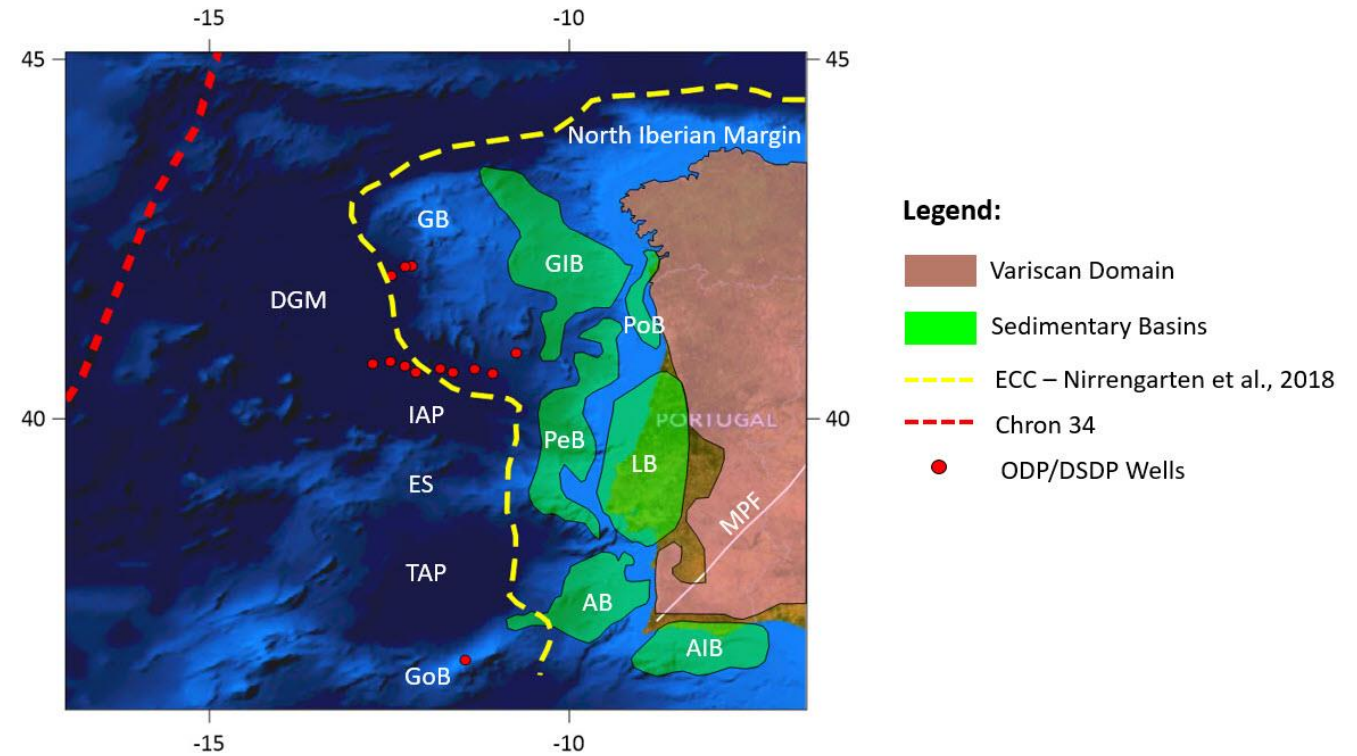 -15
-10
45
45
North Iberian Margin
GB
GIB
DGM
PoB
IAP
40
40
PORTUGAL
PeB
LB
ES
MPF
TAP
AB
AIB
GoB
-15
-10
Legend:
Variscan Domain
Sedimentary Basins
ECC – Nirrengarten et al., 2018
Chron 34
ODP/DSDP Wells